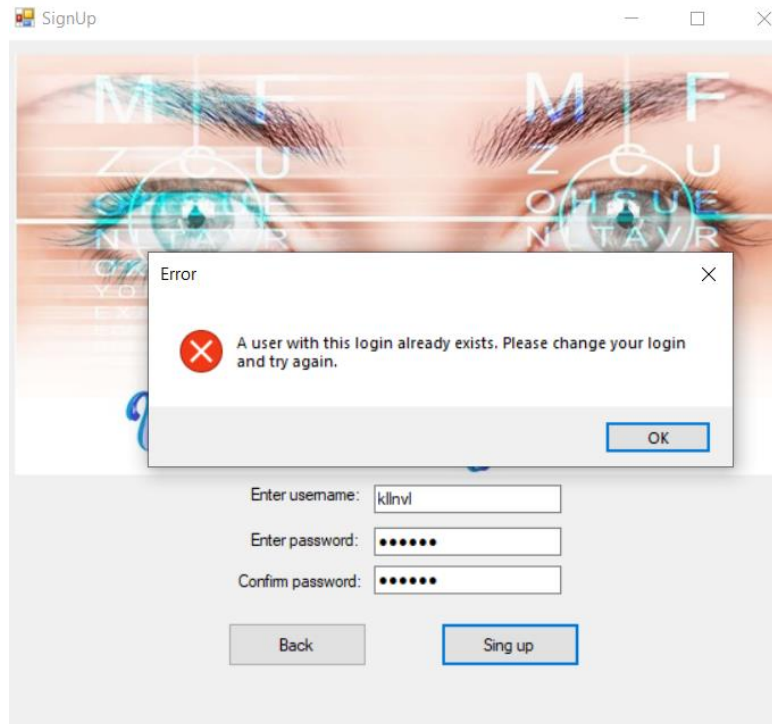 SignUp
M F M F
Z C U Z C U
O H S U E
N L T A V R N L T A V R
Error
A user with this login already exists. Please change your login
and try again.
OK
Enter username: kllnvl
Enter password: ●●●●●●
Confirm password: ●●●●●●
Back Sing up